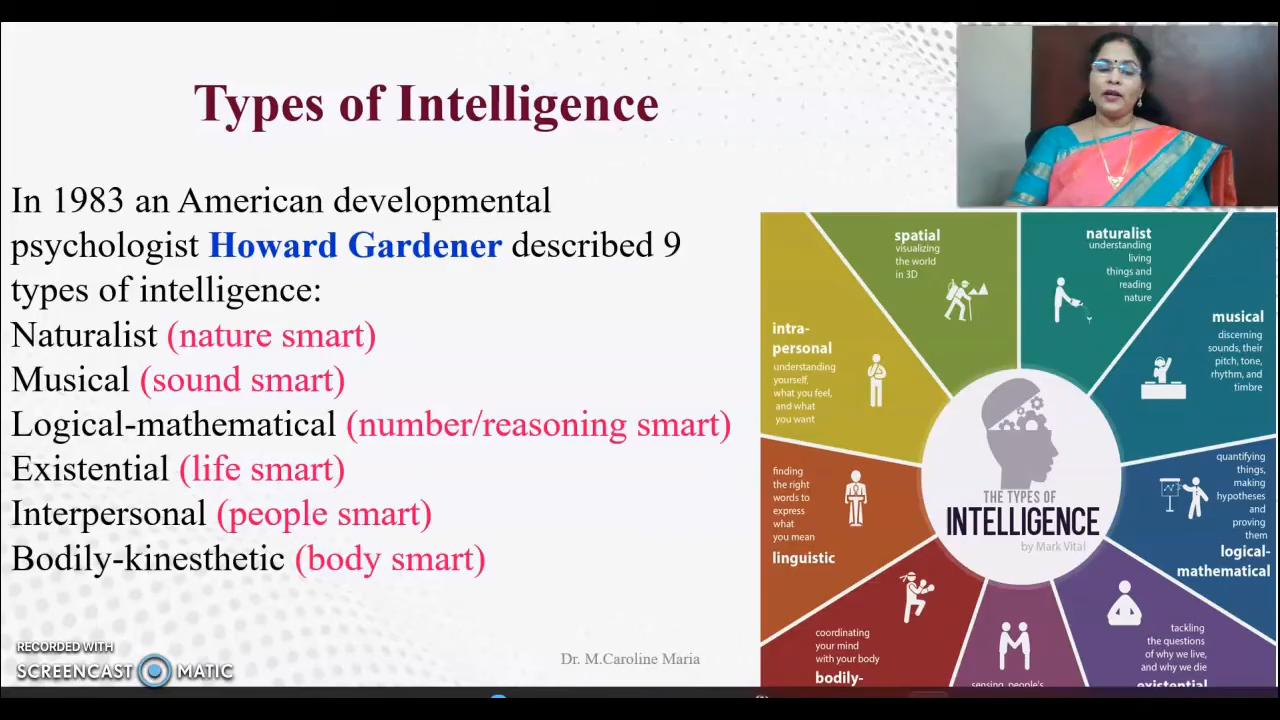 Types of Intelligence
In 1983 an American developmental
psychologist Howard Gardener described 9
types of intelligence:
Naturalist (nature smart)
Musical (sound smart)
Logical-mathematical (number/reasoning smart)
Existential (life smart)
Interpersonal (people smart)
Bodily-kinesthetic (body smart)
RECORDED WITH
SCREENCAST MATIC
Dr. M.Caroline Maria
spatial
visualizing
the world
in 3D
naturalist
understanding
living
things and
reading
nature
musical
discerning
sounds, their
pitch, tone,
rhythm, and
timbre
quantifying
things,
making
hypotheses
and
proving
them
logical-
mathematical
tackling
the questions
of why we live,
and why we die
existential
sensing people's
coordinating
your mind
with your body
bodily-
finding
the right
words to
express
what
you mean
linguistic
intra-
personal
understanding
yourself,
what you feel,
and what
you want
THE TYPES OF
INTELLIGENCE
by Mark Vital